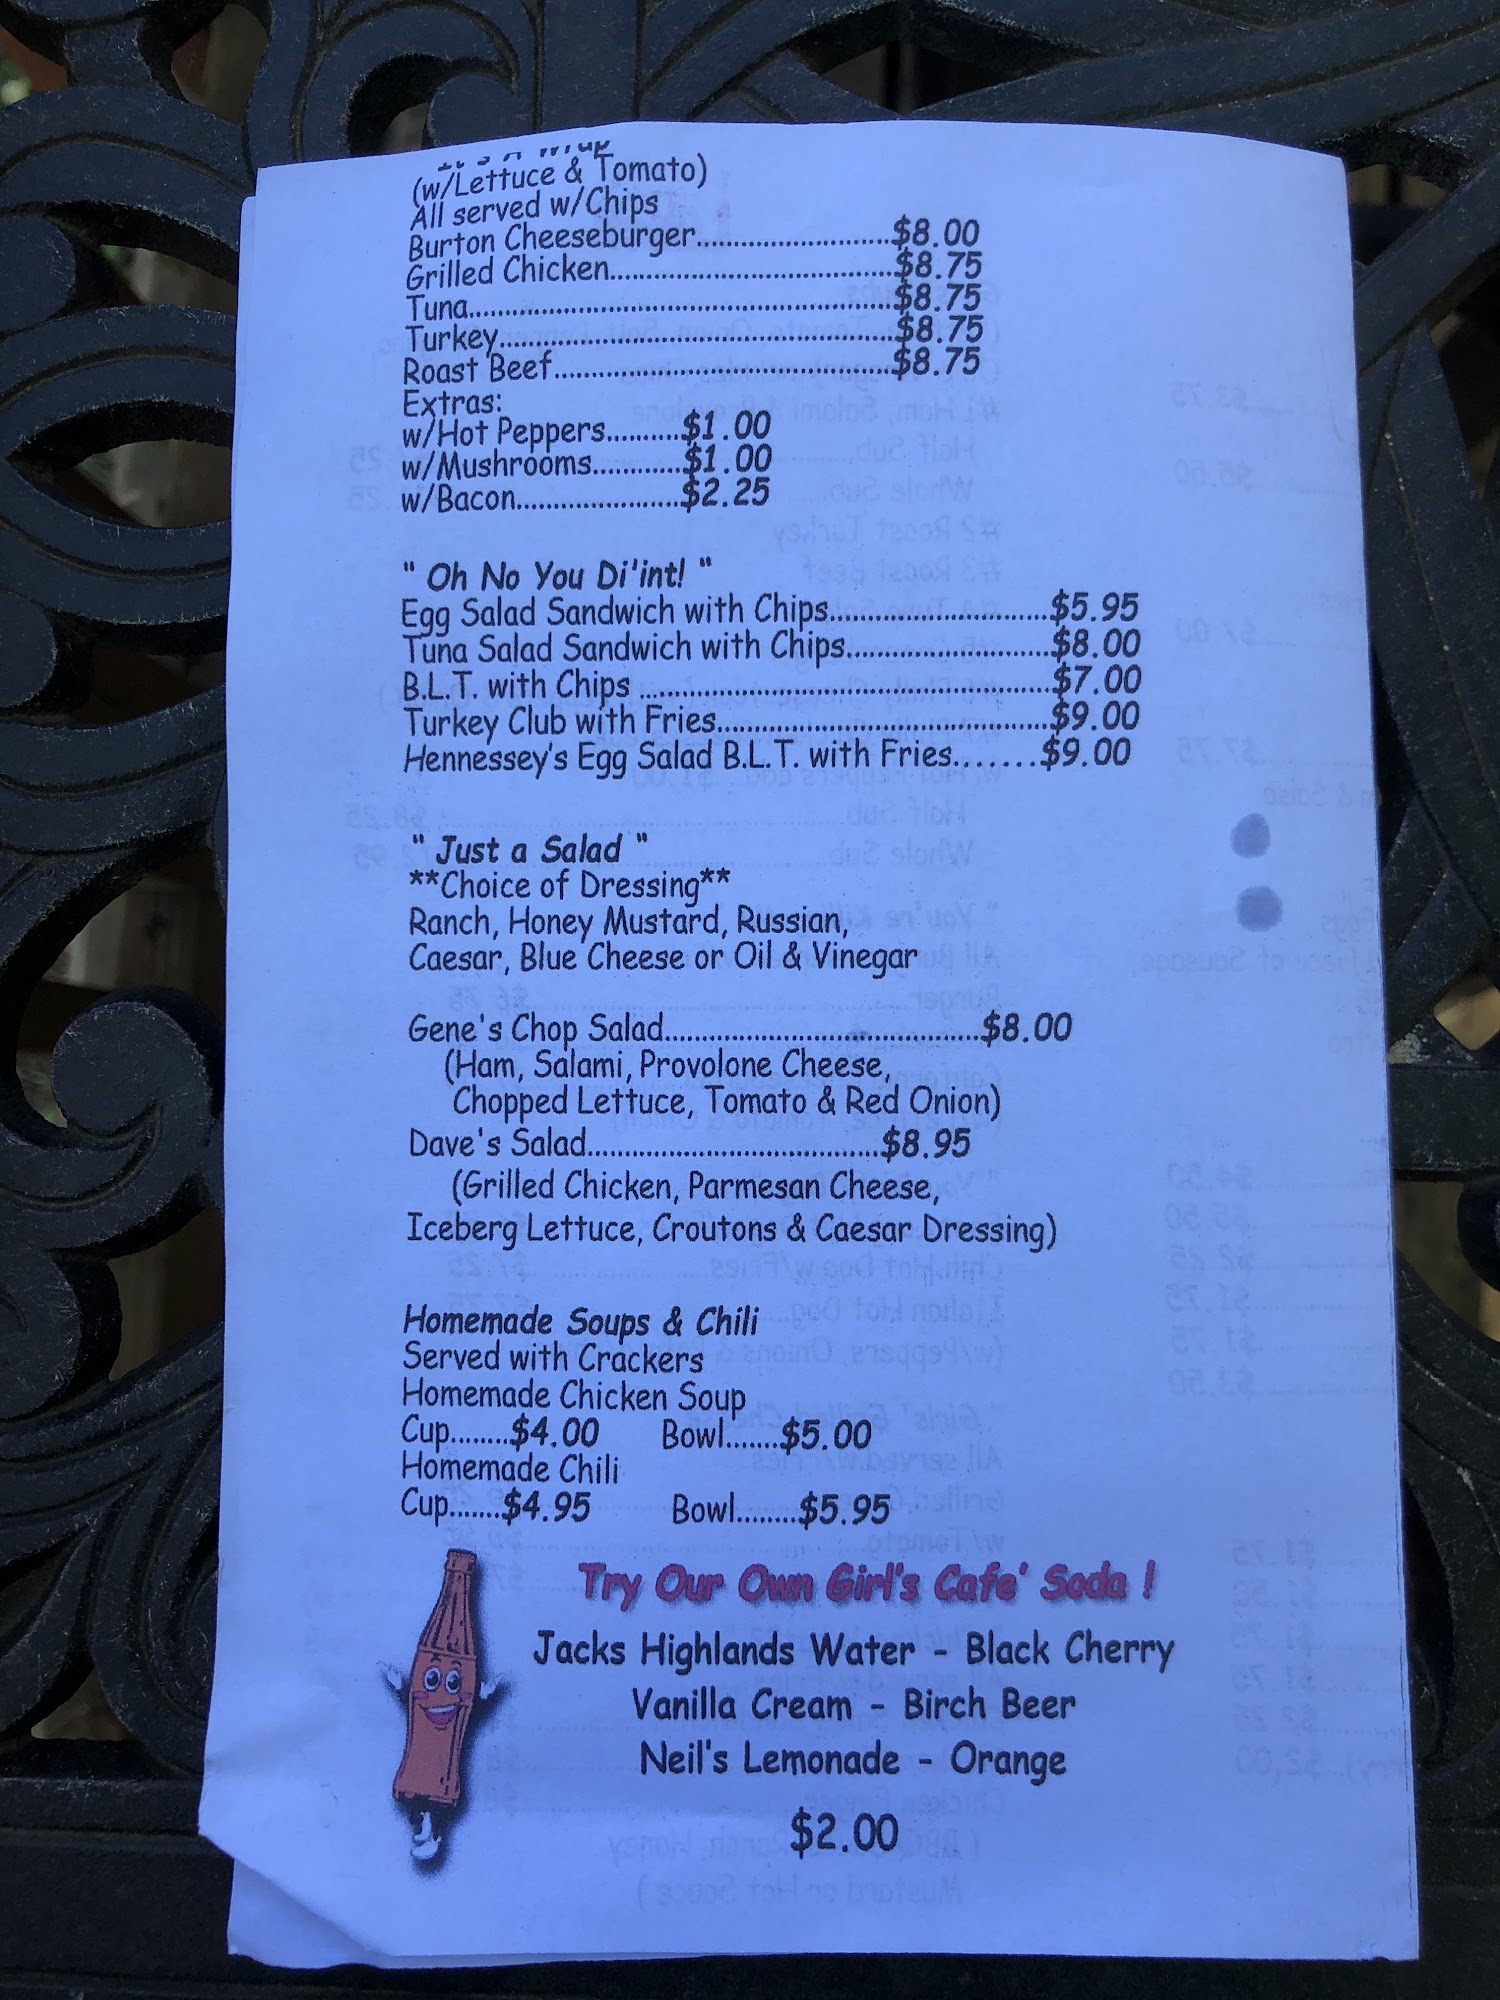 It's A Wrap
(w/Lettuce & Tomato)
All served w/Chips
Burton Cheeseburger..........................$8.00
Grilled Chicken......................................$8.75
Tuna.........................................................$8.75
Turkey.....................................................$8.75
Roast Beef.............................................$8.75
Extras:
w/Hot Peppers..........$1.00
w/Mushrooms............$1.00
w/Bacon......................$2.25
" Oh No You Di'int! "
Egg Salad Sandwich with Chips.............................$5.95
Tuna Salad Sandwich with Chips...........................$8.00
B.L.T. with Chips .......................................................$7.00
Turkey Club with Fries............................................$9.00
Hennessey's Egg Salad B.L.T. with Fries.......$9.00
" Just a Salad "
**Choice of Dressing**
Ranch, Honey Mustard, Russian,
Caesar, Blue Cheese or Oil & Vinegar
Gene's Chop Salad..........................................$8.00
(Ham, Salami, Provolone Cheese,
Chopped Lettuce, Tomato & Red Onion)
Dave's Salad.......................................$8.95
(Grilled Chicken, Parmesan Cheese,
Iceberg Lettuce, Croutons & Caesar Dressing)
Homemade Soups & Chili
Served with Crackers
Homemade Chicken Soup
Cup........$4.00 Bowl.......$5.00
Homemade Chili
Cup.......$4.95 Bowl........$5.95
Try Our Own Girl's Cafe' Soda !
Jacks Highlands Water - Black Cherry
Vanilla Cream - Birch Beer
Neil's Lemonade - Orange
$2.00